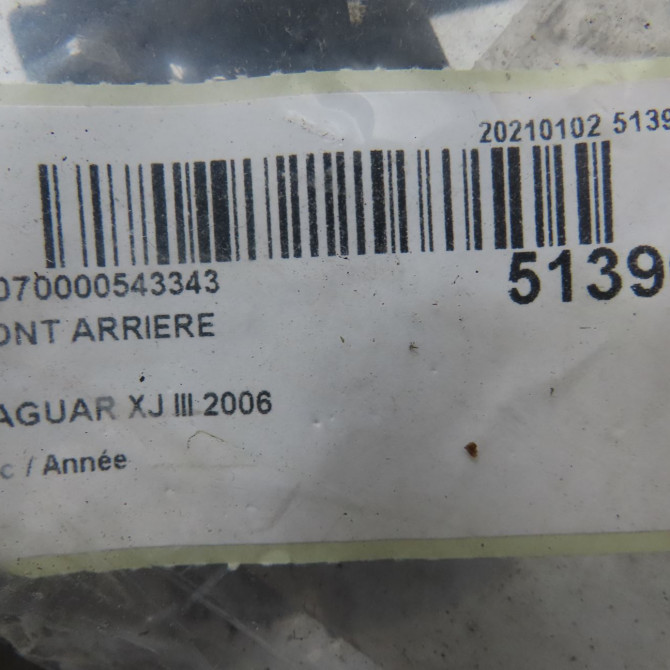 20210102 5139
070000543343
5139
ONT ARRIERE
AGUAR XJ III 2006
c / Année